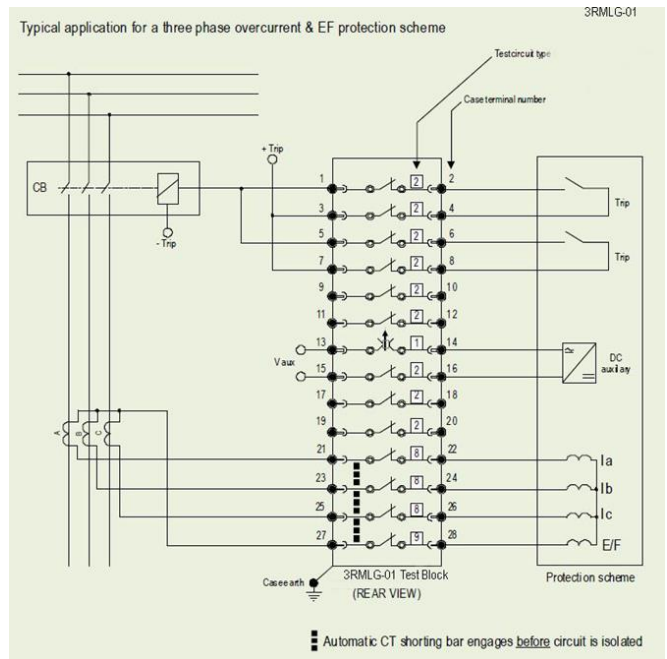 3RMLG-01
Typical application for a three phase overcurrent & EF protection scheme
Testcircuit type
Case terminal number
+ Trip
CB
- Trip
1 2 2
3 2 4
Trip
5 2 6
7 2 8
Trip
9 2 10
11 2 12
13 1 14
V aux
DC
auxiliary
15 2 16
17 2 18
19 2 20
A B C
21 8 22 Ia
23 8 24 Ib
25 8 26 Ic
27 9 28 E/F
3RMLG-01 Test Block
(REAR VIEW)
Case earth
Protection scheme
Automatic CT shorting bar engages before circuit is isolated